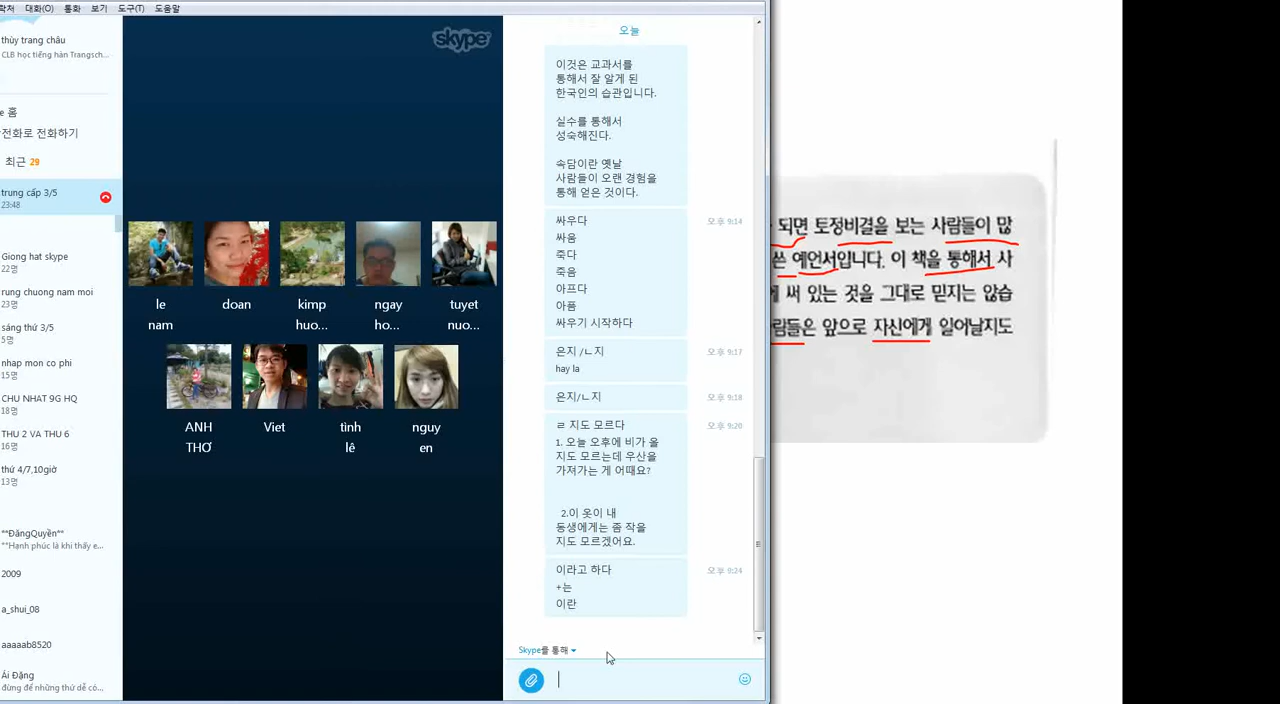 대화(O) 통화 보기 도구(T) 도움말
thùy trang châu
CLB học tiếng hàn Trangsch...
홈
전화로 전화하기
최근 29
trung cấp 3/5
23:48
Giong hat skype
22명
rung chuong nam moi
23명
sáng thứ 3/5
5명
nhap mon co phi
15명
CHU NHAT 9G HQ
18명
THU 2 VA THU 6
16명
thứ 4/7,10giờ
13명
**ĐăngQuyền**
**Hạnh phúc là khi thấy e...
2009
a_shui_08
aaaaab8520
Ái Đặng
đừng để những thứ dễ có...
skype
le nam
doan
kimp huo...
ngay ho...
tuyet nuo...
ANH THƠ
Viet
tình lê
nguy en
오늘
이것은 교과서를
통해서 잘 알게 된
한국인의 습관입니다.
실수를 통해서
성숙해진다.
속담이란 옛날
사람들이 오랜 경험을
통해 얻은 것이다.
싸우다 오후 9:14
싸움
죽다
죽음
아프다
아픔
싸우기 시작하다
은지 /ㄴ지 오후 9:17
hay la
은지/ㄴ지 오후 9:18
ㄹ 지도 모르다 오후 9:20
1. 오늘 오후에 비가 올
지도 모르는데 우산을
가져가는 게 어때요?
2.이 옷이 내
동생에게는 좀 작을
지도 모르겠어요.
이라고 하다 오후 9:24
+는
이란
Skype를 통해
되면 토정비결을 보는 사람들이 많
쓴 예언서입니다. 이 책을 통해서 사
에 써 있는 것을 그대로 믿지는 않습
람들은 앞으로 자신에게 일어날지도